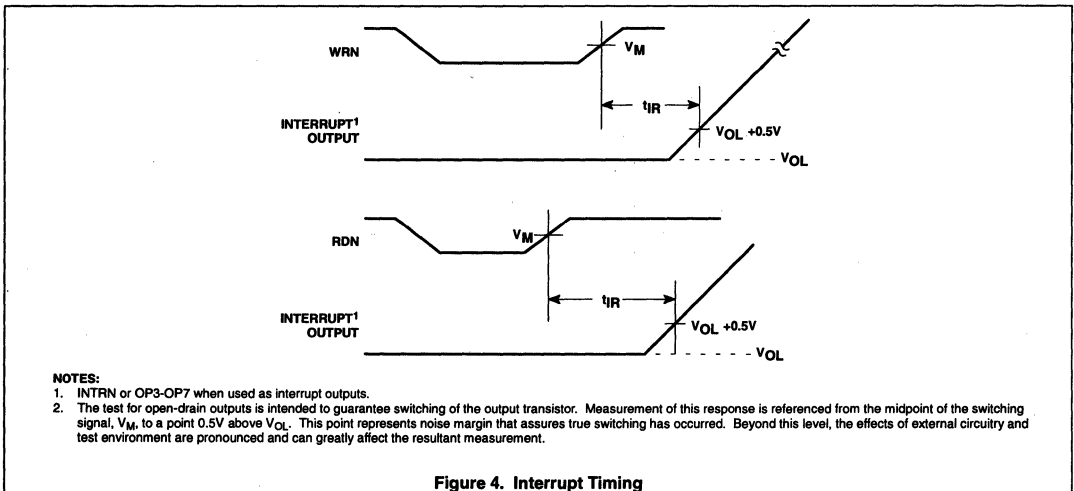 WRN
VM
tIR
INTERRUPT1
OUTPUT
VOL +0.5V
VOL
RDN
VM
tIR
INTERRUPT1
OUTPUT
VOL +0.5V
VOL
NOTES:
1. INTRN or OP3-OP7 when used as interrupt outputs.
2. The test for open-drain outputs is intended to guarantee switching of the output transistor. Measurement of this response is referenced from the midpoint of the switching
signal, VM, to a point 0.5V above VOL. This point represents noise margin that assures true switching has occurred. Beyond this level, the effects of external circuitry and
test environment are pronounced and can greatly affect the resultant measurement.
Figure 4. Interrupt Timing